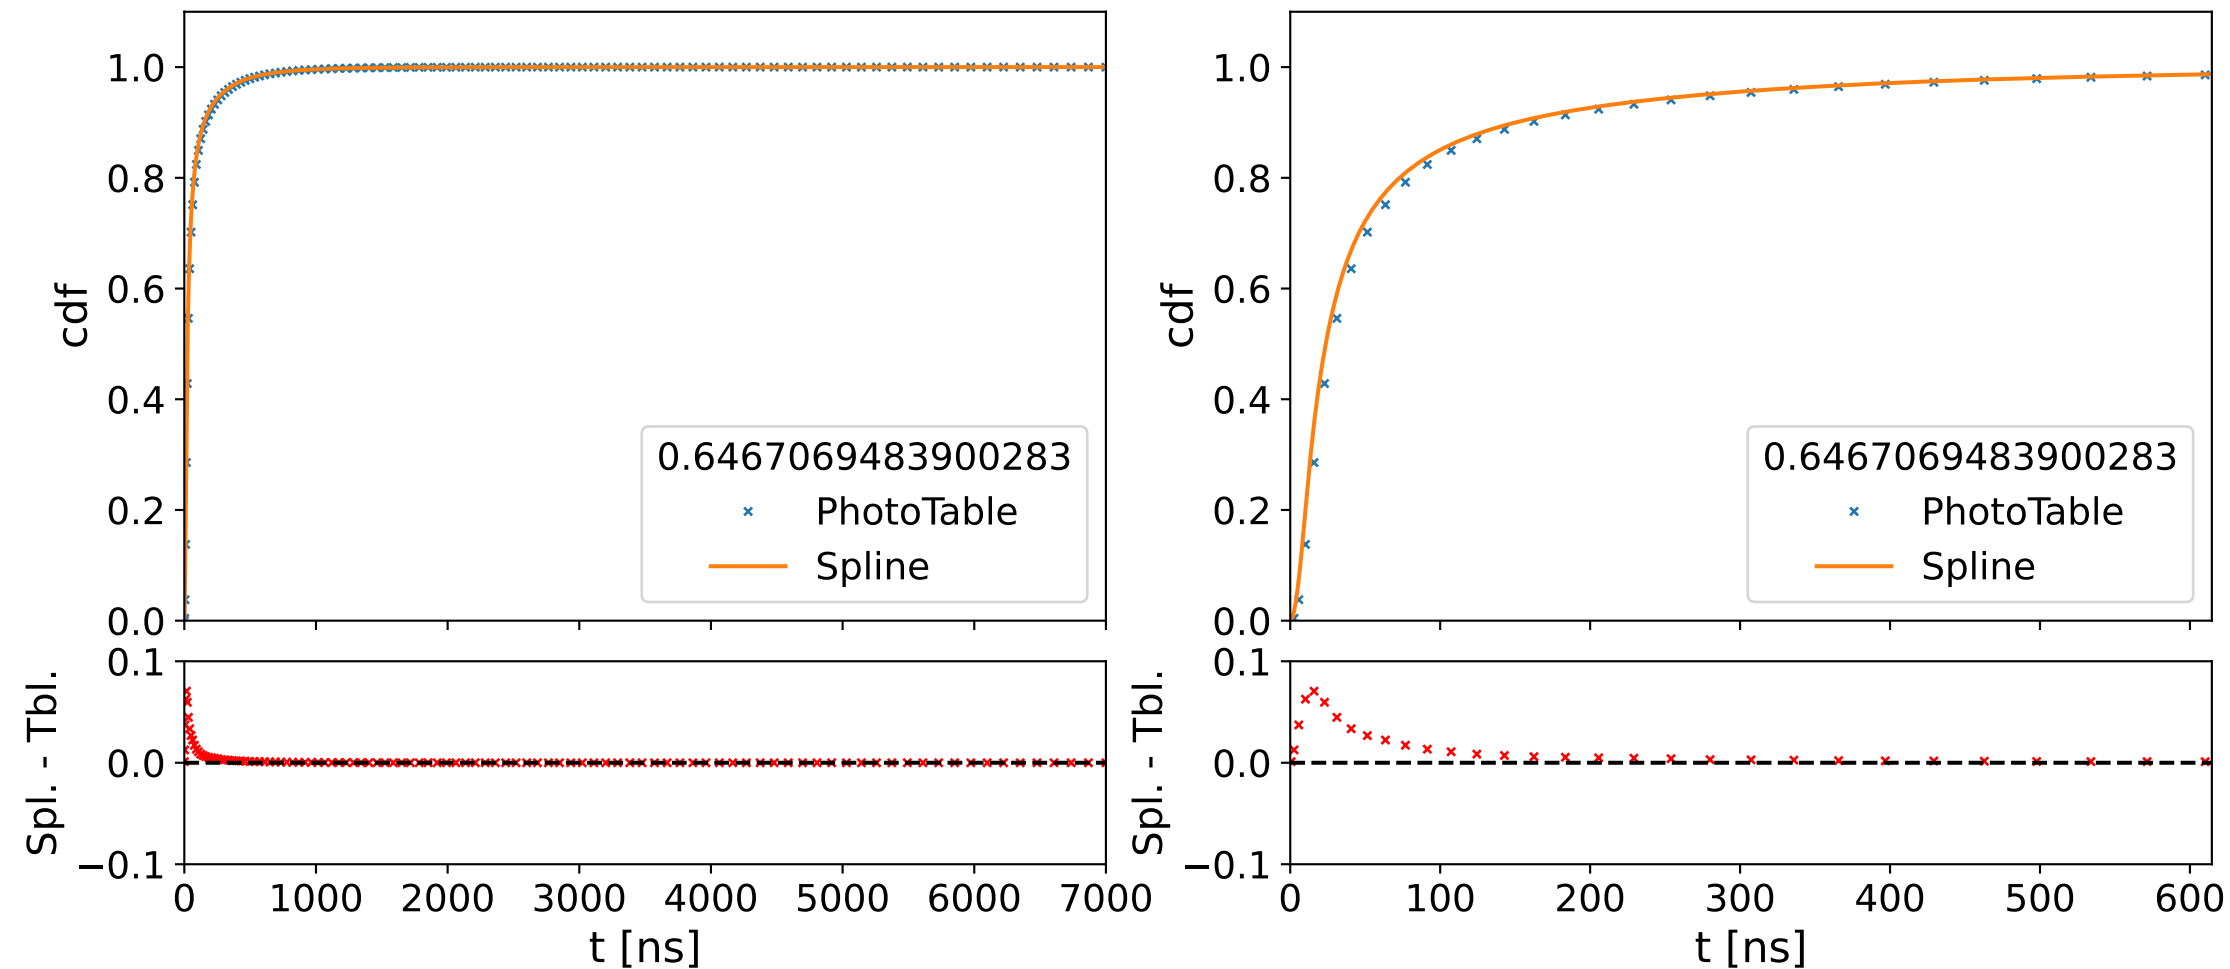 cdf
1.0
0.8
0.6
0.4
0.2
0.0
0.6467069483900283
PhotoTable
Spline
Spl. - Tbl.
0.1
0.0
−0.1
0 1000 2000 3000 4000 5000 6000 7000
t [ns]
cdf
1.0
0.8
0.6
0.4
0.2
0.0
0.6467069483900283
PhotoTable
Spline
Spl. - Tbl.
0.1
0.0
−0.1
0 100 200 300 400 500 600
t [ns]